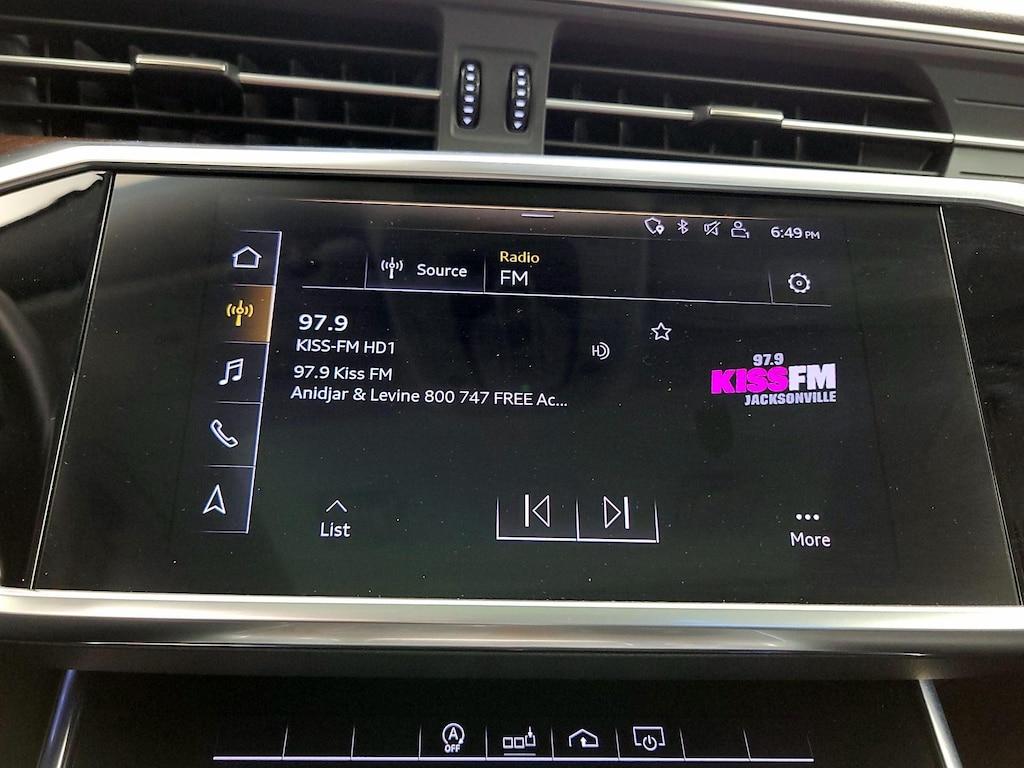 6:49 PM
Source
Radio
FM
97.9
KISS-FM HD1
HD
97.9 Kiss FM
Anidjar & Levine 800 747 FREE Ac...
97.9
KISSFM
JACKSONVILLE
List
More
A
OFF